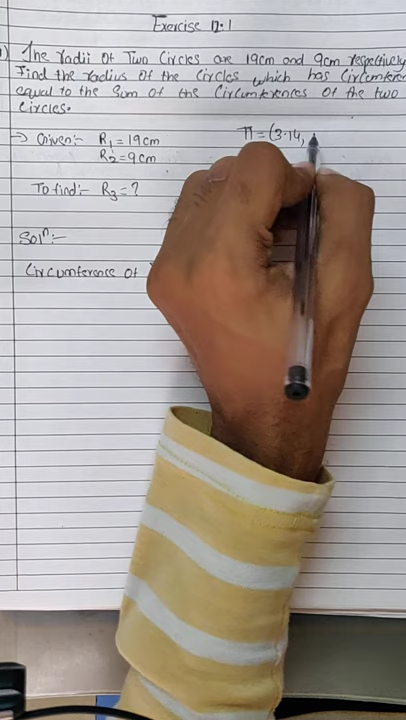 Exercise 12.1
1) The radii of Two Circles are 19cm and 9cm respectively
Find the radius of the circles which has Circumferen
equal to the Sum of the Circumferences of the two
Circles.
→ Given:- R1 = 19cm
π = (3.14,
R2 = 9cm
To find:- R3 = ?
Solⁿ:-
Circumference of